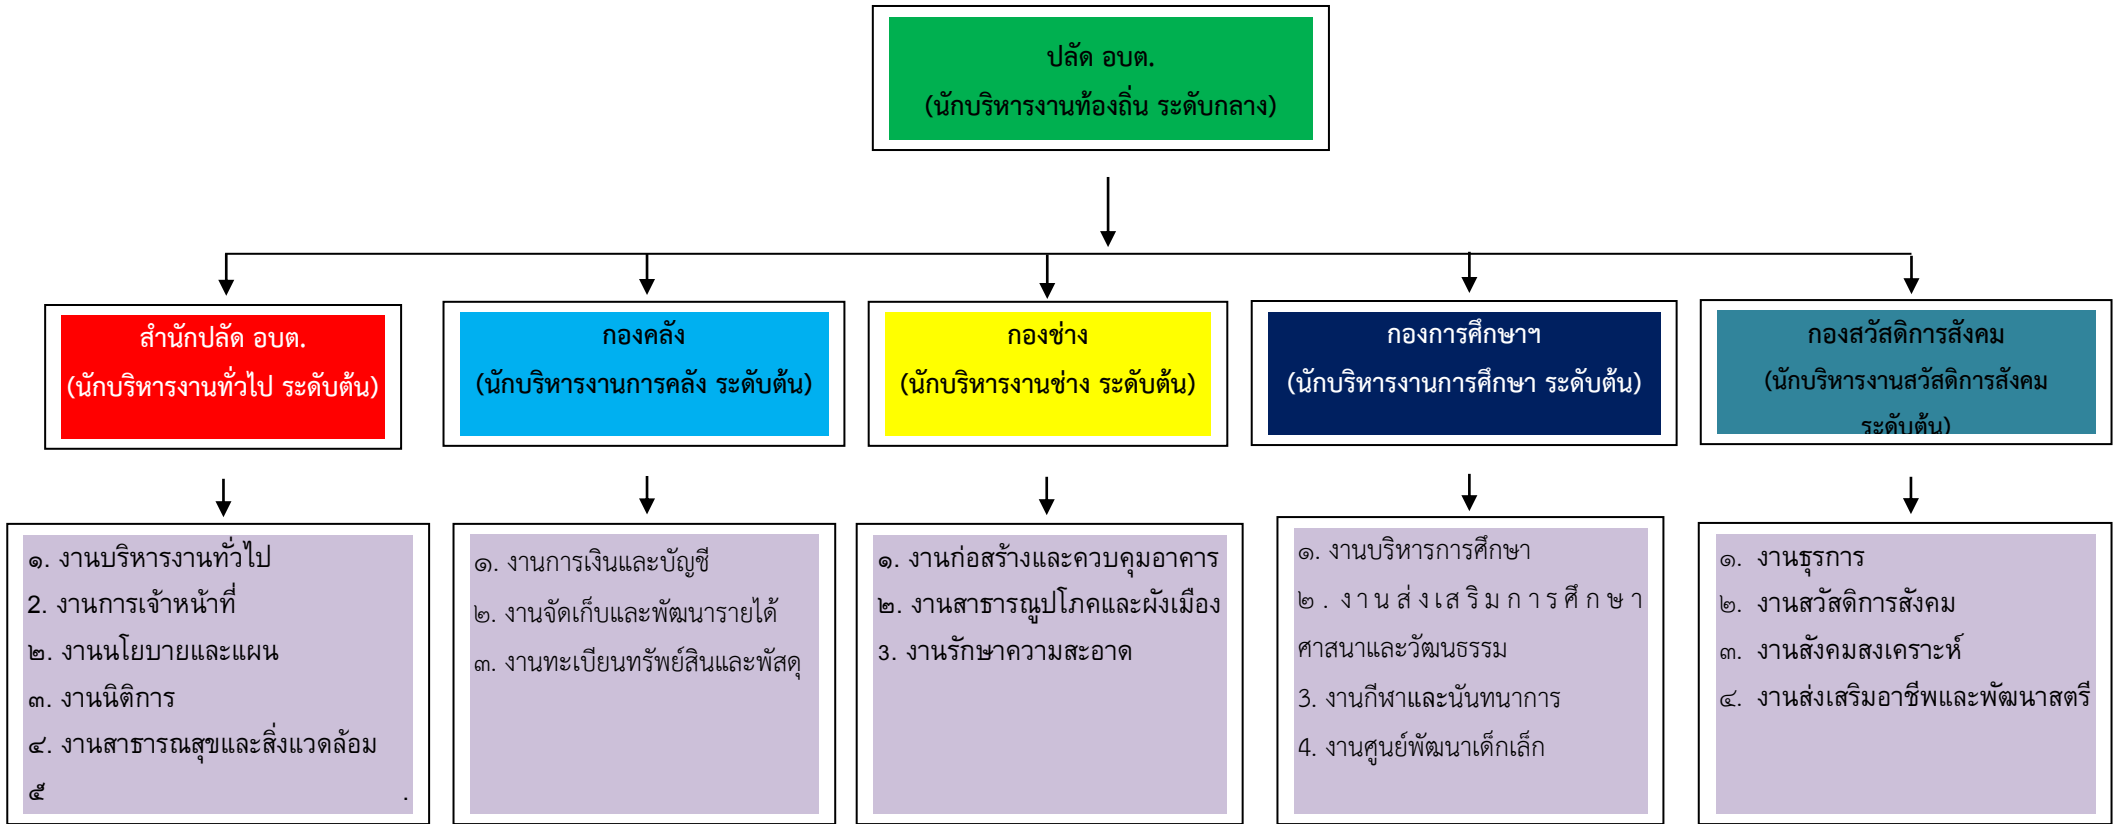 ปลัด อบต.
(นักบริหารงานท้องถิ่น ระดับกลาง)
สำนักปลัด อบต.
(นักบริหารงานทั่วไป ระดับต้น)
กองคลัง
(นักบริหารงานการคลัง ระดับต้น)
กองช่าง
(นักบริหารงานช่าง ระดับต้น)
กองการศึกษาฯ
(นักบริหารงานการศึกษา ระดับต้น)
กองสวัสดิการสังคม
(นักบริหารงานสวัสดิการสังคม
ระดับต้น)
๑. งานบริหารงานทั่วไป
2. งานการเจ้าหน้าที่
๒. งานนโยบายและแผน
๓. งานนิติการ
๔. งานสาธารณสุขและสิ่งแวดล้อม
๕ .
๑. งานการเงินและบัญชี
๒. งานจัดเก็บและพัฒนารายได้
๓. งานทะเบียนทรัพย์สินและพัสดุ
๑. งานก่อสร้างและควบคุมอาคาร
๒. งานสาธารณูปโภคและผังเมือง
3. งานรักษาความสะอาด
๑. งานบริหารการศึกษา
๒. งานส่งเสริมการศึกษา
ศาสนาและวัฒนธรรม
3. งานกีฬาและนันทนาการ
4. งานศูนย์พัฒนาเด็กเล็ก
๑. งานธุรการ
๒. งานสวัสดิการสังคม
๓. งานสังคมสงเคราะห์
๔. งานส่งเสริมอาชีพและพัฒนาสตรี